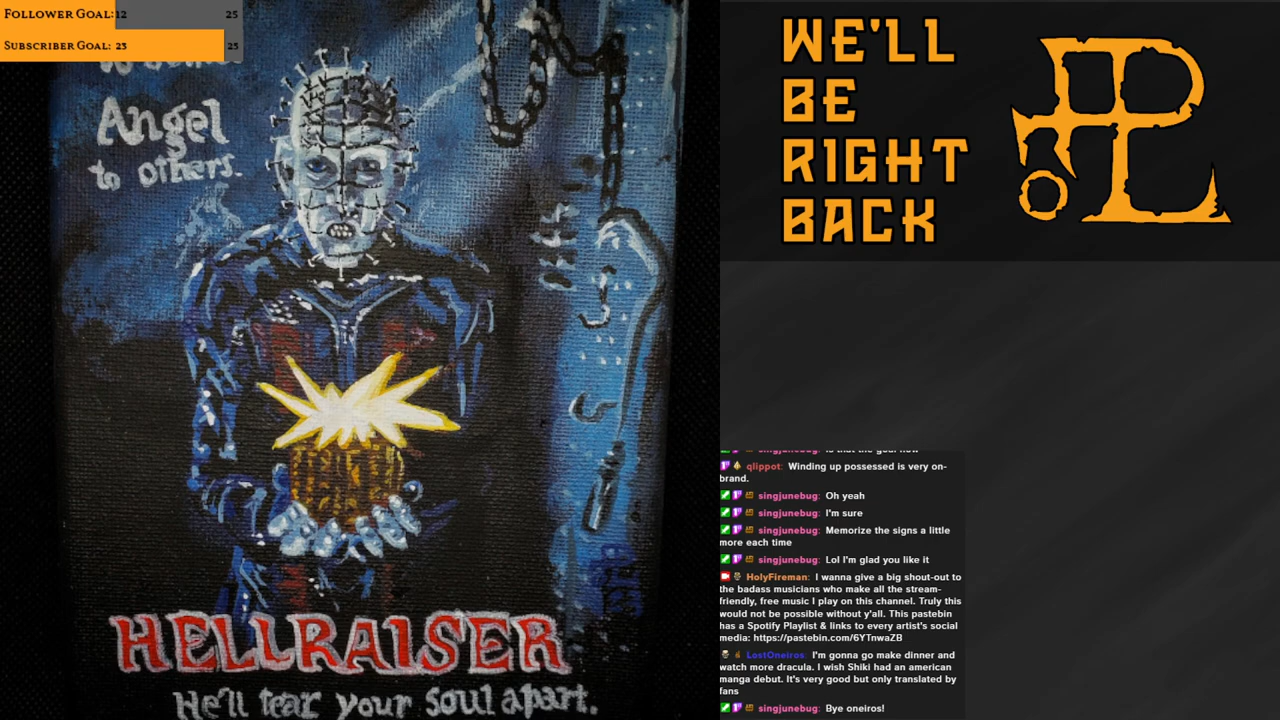 Follower Goal: 12 25
Subscriber Goal: 23 25
Angel
to others.
HELLRAISER
He'll tear your soul apart.
WE'LL
BE
RIGHT
BACK
qlippot: Winding up possessed is very on-
brand.
singjunebug: Oh yeah
singjunebug: I'm sure
singjunebug: Memorize the signs a little
more each time
singjunebug: Lol I'm glad you like it
HolyFireman: I wanna give a big shout-out to
the badass musicians who make all the stream-
friendly, free music I play on this channel. Truly this
would not be possible without y'all. This pastebin
has a Spotify Playlist & links to every artist's social
media: https://pastebin.com/6YTnwaZB
LostOneiros: I'm gonna go make dinner and
watch more dracula. I wish Shiki had an american
manga debut. It's very good but only translated by
fans
singjunebug: Bye oneiros!